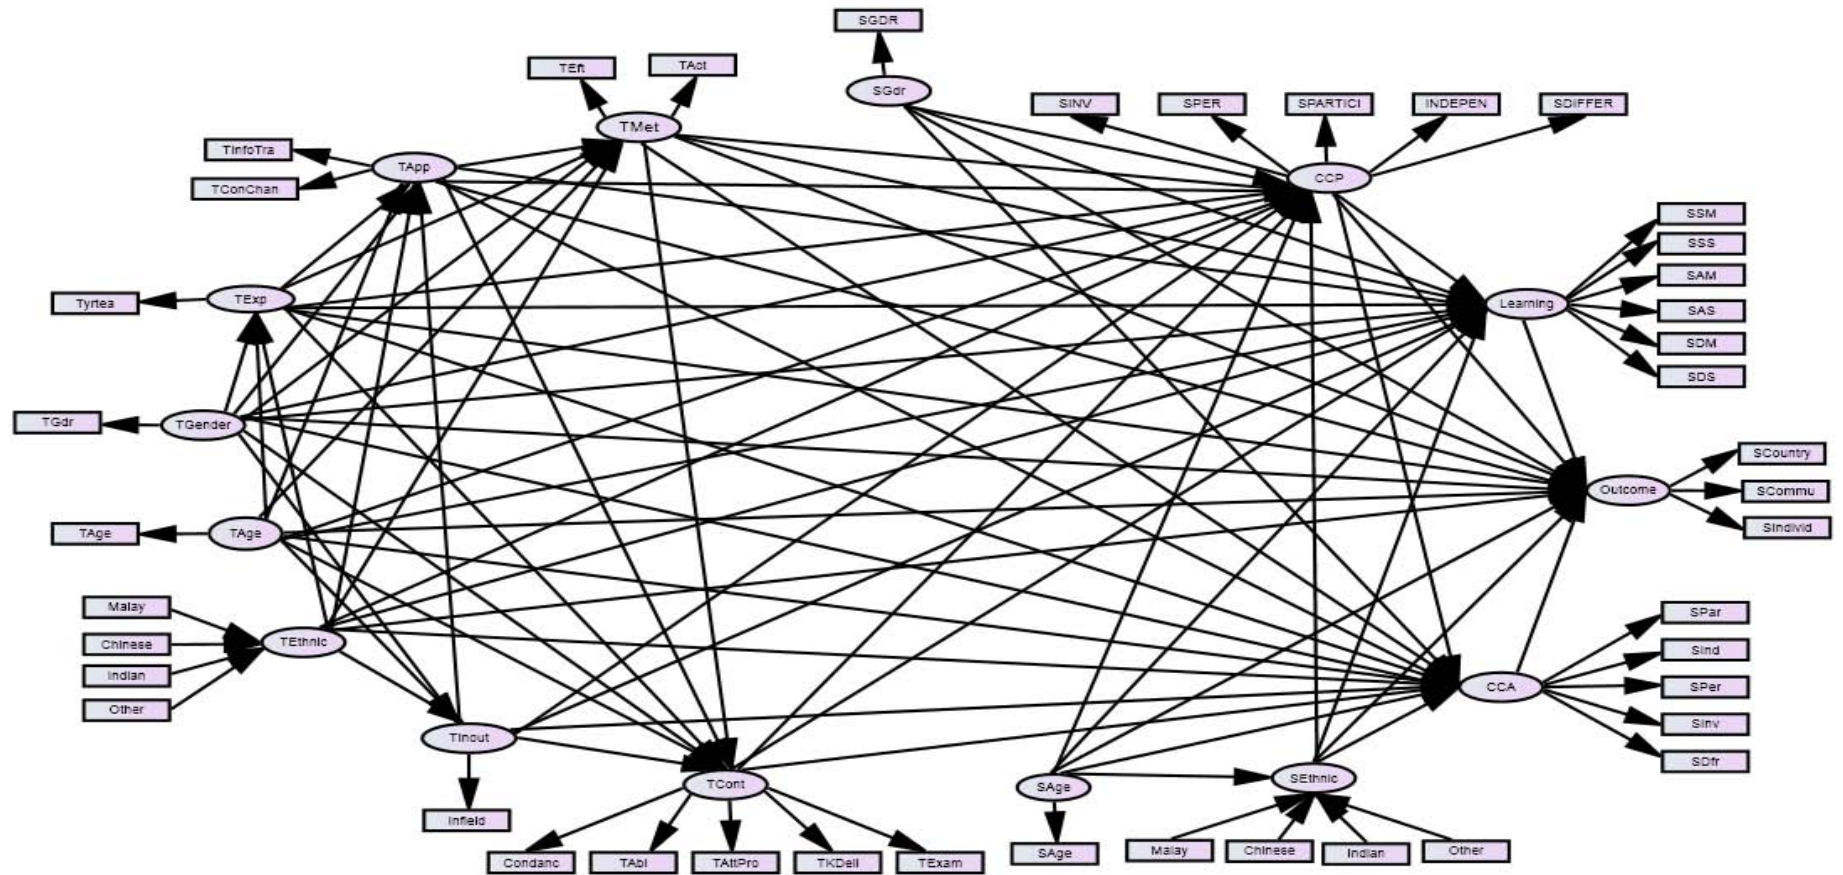 SGDR
TEft
TAct
SGdr
SINV
SPER
SPARTICI
INDEPEN
SDIFFER
TMet
TInfoTra
TApp
TConChan
CCP
SSM
SSS
SAM
SAS
SDM
SDS
Tyrtea
TExp
Learning
TGdr
TGender
SCountry
SCommu
SIndivid
Outcome
TAge
TAge
Malay
Chinese
Indian
Other
TEthnic
SPar
SInd
SPer
SInv
SDfr
CCA
TInout
Infield
TCont
Condanc
TAbi
TAttPro
TKDeli
TExam
SAge
SEthnic
SAge
Malay
Chinese
Indian
Other